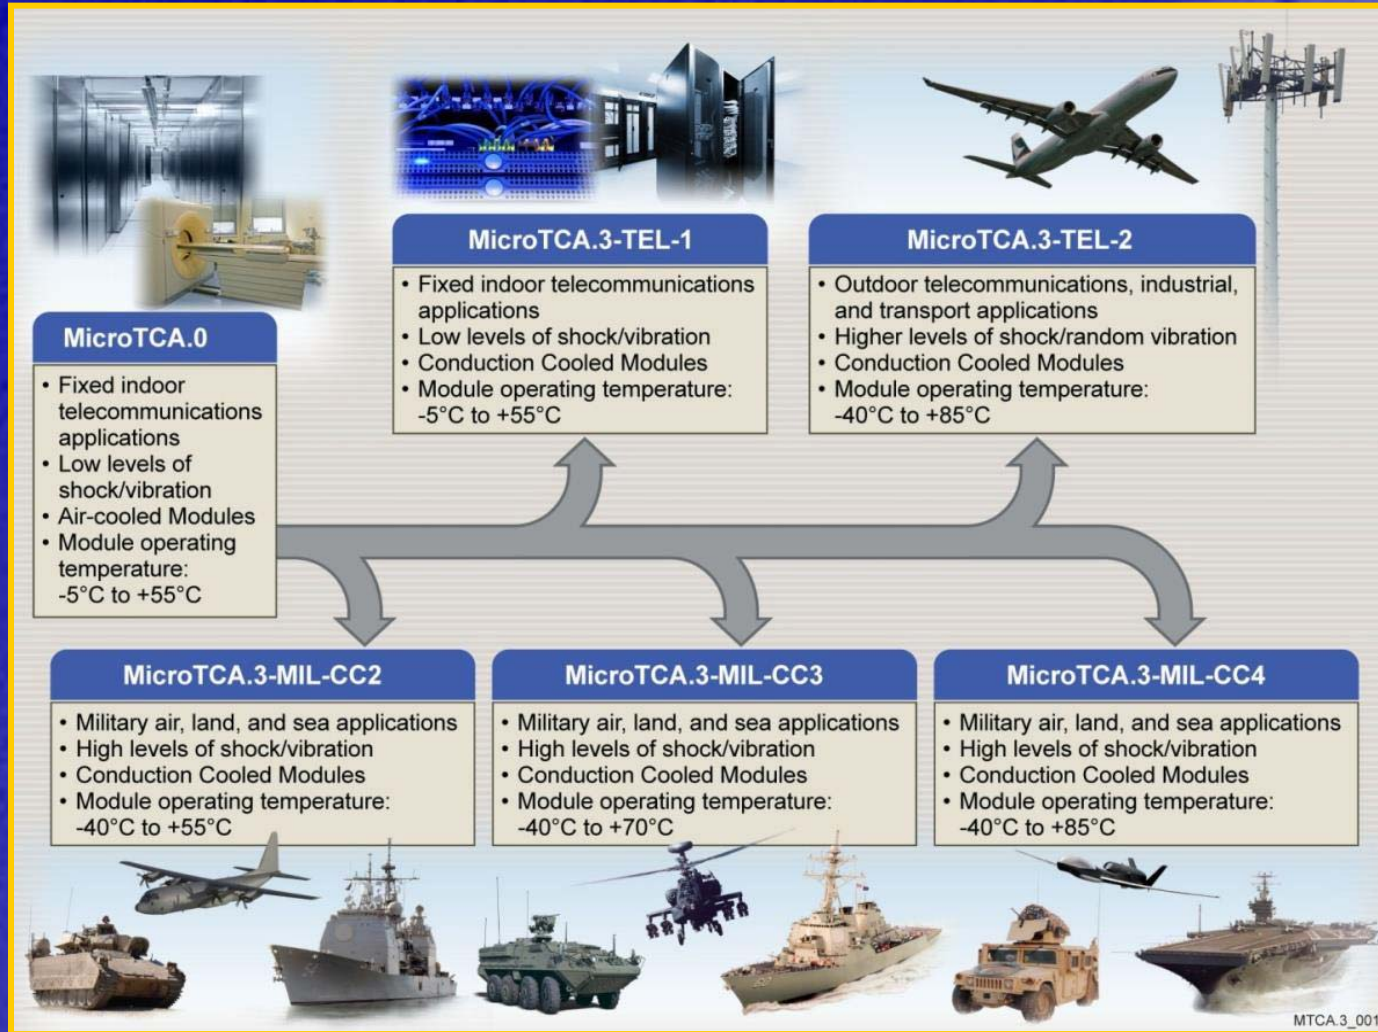 MicroTCA.0
• Fixed indoor
telecommunications
applications
• Low levels of
shock/vibration
• Air-cooled Modules
• Module operating
temperature:
-5°C to +55°C
MicroTCA.3-TEL-1
• Fixed indoor telecommunications
applications
• Low levels of shock/vibration
• Conduction Cooled Modules
• Module operating temperature:
-5°C to +55°C
MicroTCA.3-TEL-2
• Outdoor telecommunications, industrial,
and transport applications
• Higher levels of shock/random vibration
• Conduction Cooled Modules
• Module operating temperature:
-40°C to +85°C
MicroTCA.3-MIL-CC2
• Military air, land, and sea applications
• High levels of shock/vibration
• Conduction Cooled Modules
• Module operating temperature:
-40°C to +55°C
MicroTCA.3-MIL-CC3
• Military air, land, and sea applications
• High levels of shock/vibration
• Conduction Cooled Modules
• Module operating temperature:
-40°C to +70°C
MicroTCA.3-MIL-CC4
• Military air, land, and sea applications
• High levels of shock/vibration
• Conduction Cooled Modules
• Module operating temperature:
-40°C to +85°C
MTCA.3_001